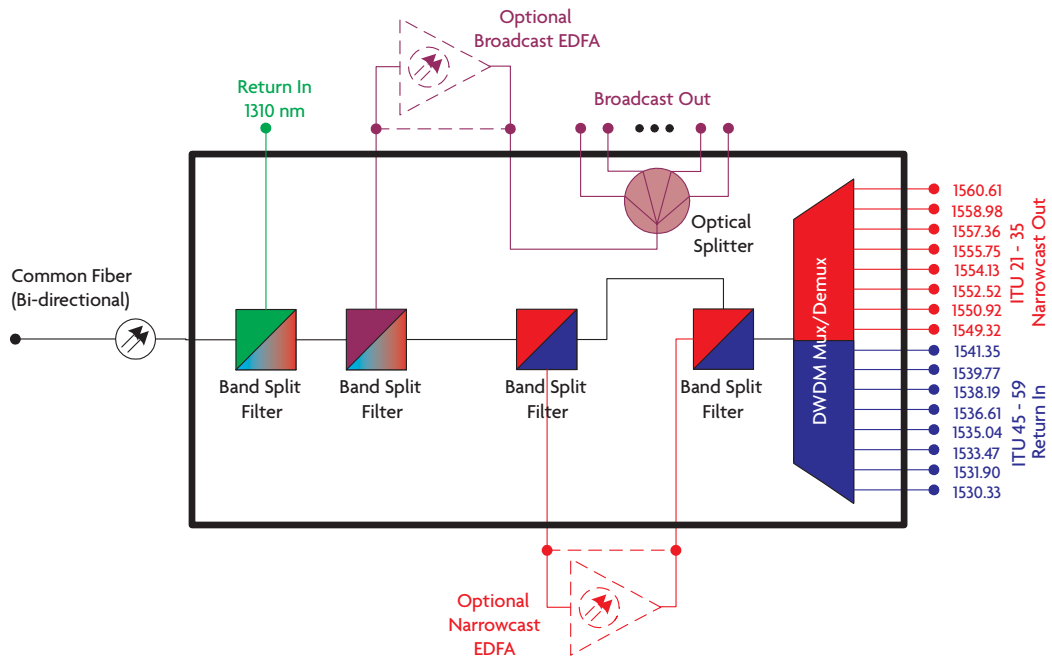 Optional
Broadcast EDFA
Return In
1310 nm
Broadcast Out
Optical
Splitter
Common Fiber
(Bi-directional)
Band Split
Filter
Band Split
Filter
Band Split
Filter
Band Split
Filter
DWDM Mux/Demux
1560.61
1558.98
1557.36
1555.75
1554.13
1552.52
1550.92
1549.32
ITU 21 - 35
Narrowcast Out
1541.35
1539.77
1538.19
1536.61
1535.04
1533.47
1531.90
1530.33
ITU 45 - 59
Return In
Optional
Narrowcast
EDFA